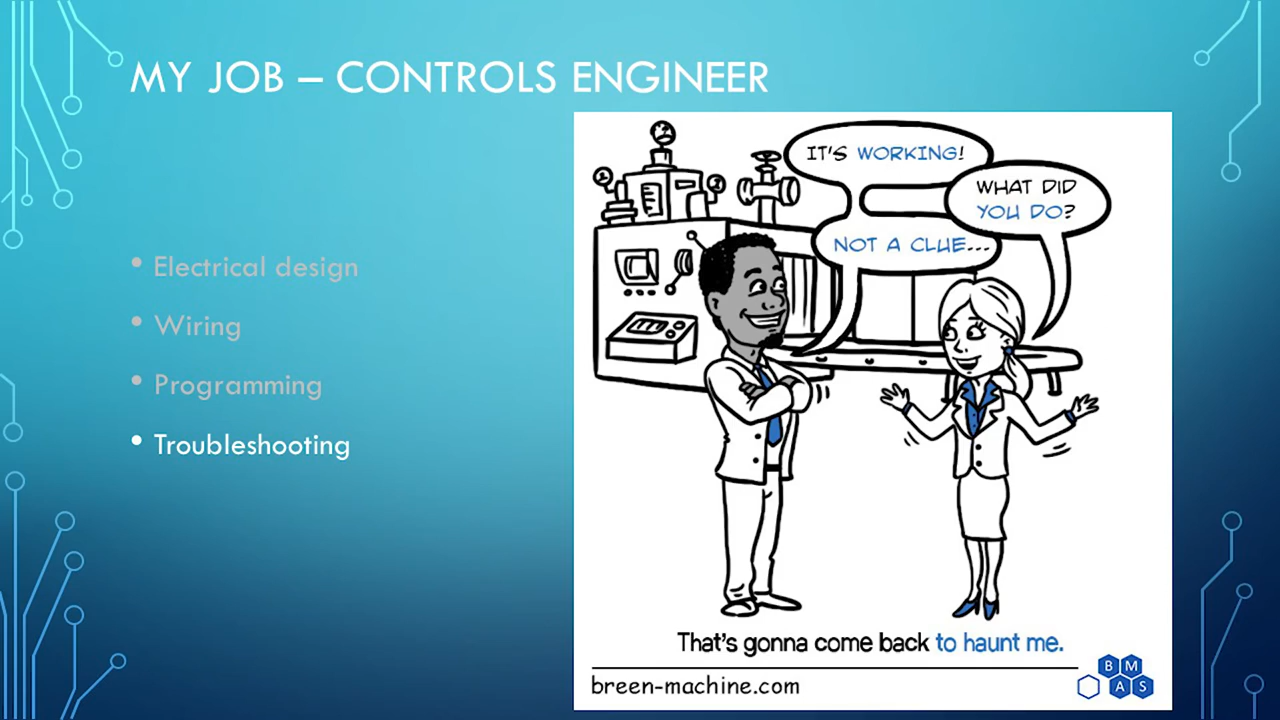 MY JOB – CONTROLS ENGINEER
• Electrical design
• Wiring
• Programming
• Troubleshooting
IT'S WORKING!
WHAT DID
YOU DO?
NOT A CLUE...
That's gonna come back to haunt me.
breen-machine.com
B M
A S